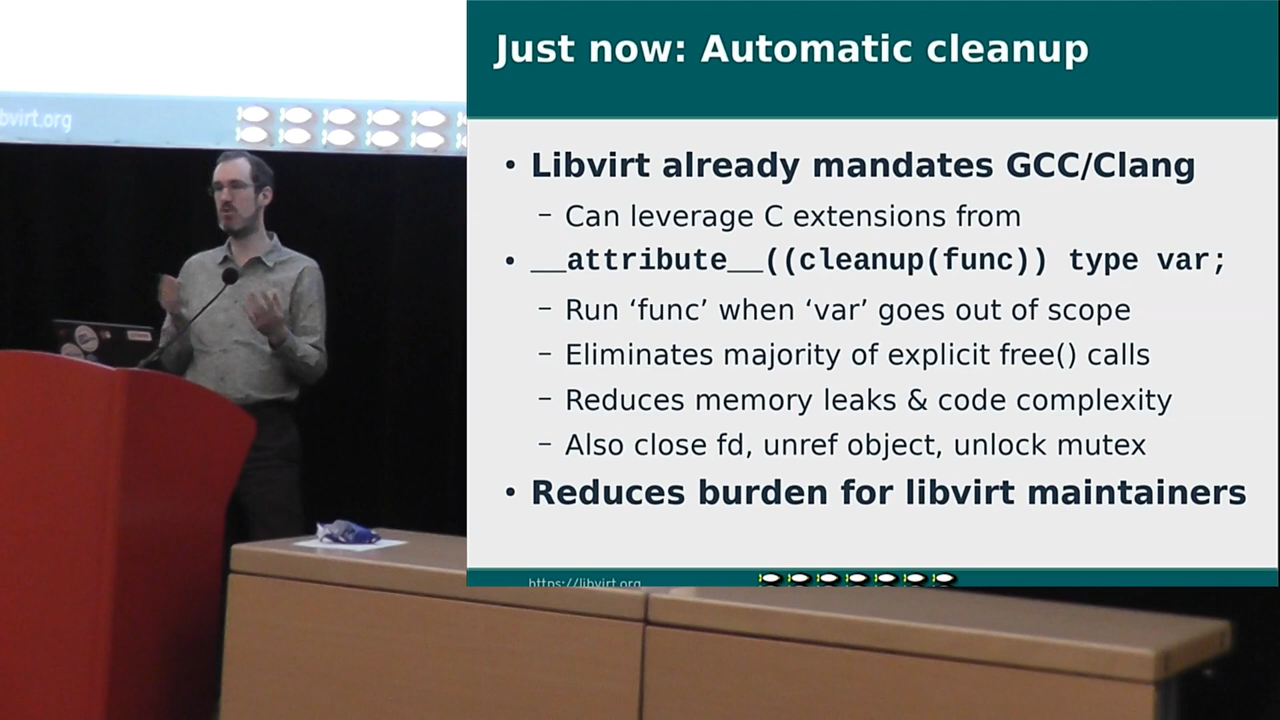 bvirt.org
Just now: Automatic cleanup
• Libvirt already mandates GCC/Clang
– Can leverage C extensions from
• __attribute__((cleanup(func)) type var;
– Run ‘func’ when ‘var’ goes out of scope
– Eliminates majority of explicit free() calls
– Reduces memory leaks & code complexity
– Also close fd, unref object, unlock mutex
• Reduces burden for libvirt maintainers
https://libvirt.org